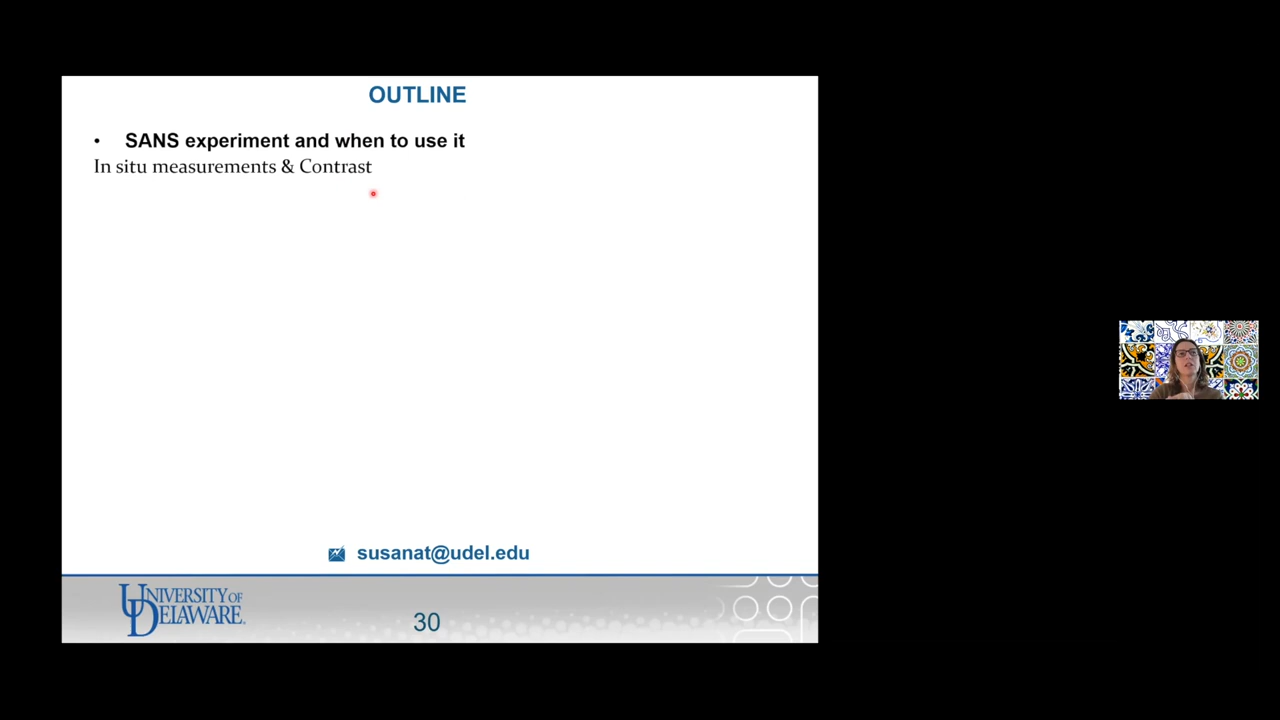 OUTLINE
• SANS experiment and when to use it
In situ measurements & Contrast
susanat@udel.edu
UNIVERSITY OF
DELAWARE.
30